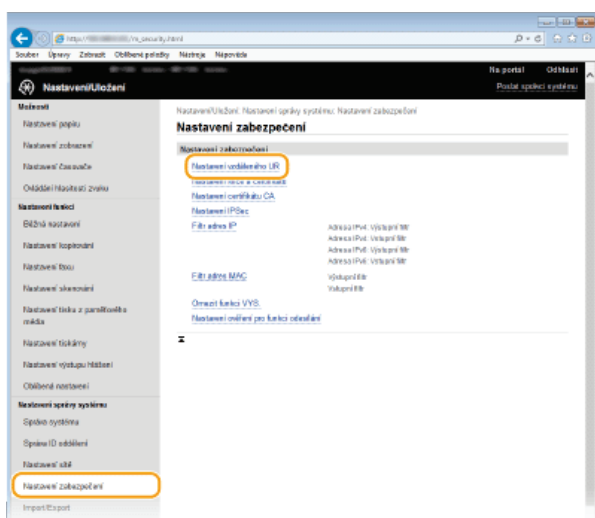 /m_security.html
Soubor Úpravy Zobrazit Oblíbené položky Nástroje Nápověda
Na portál Odhlásit
Nastavení/Uložení
Poslat správci systému
Možnosti
Nastavení papíru
Nastavení zobrazení
Nastavení časovače
Ovládání hlasitosti zvuku
Nastavení funkcí
Běžná nastavení
Nastavení kopírování
Nastavení faxu
Nastavení skenování
Nastavení tisku z paměťového
média
Nastavení tiskárny
Nastavení výstupu hlášení
Oblíbená nastavení
Nastavení správy systému
Správa systému
Správa ID oddělení
Nastavení sítě
Nastavení zabezpečení
Import/Export
Nastavení/Uložení: Nastavení správy systému: Nastavení zabezpečení
Nastavení zabezpečení
Nastavení zabezpečení
Nastavení vzdáleného UR
Nastavení klíče a certifikátu
Nastavení certifikátu CA
Nastavení IPSec
Filtr adres IP
Adresa IPv4: Výstupní filtr
Adresa IPv4: Vstupní filtr
Adresa IPv6: Výstupní filtr
Adresa IPv6: Vstupní filtr
Filtr adres MAC
Výstupní filtr
Vstupní filtr
Omezit funkci VYS.
Nastavení ověření pro funkci odesílání